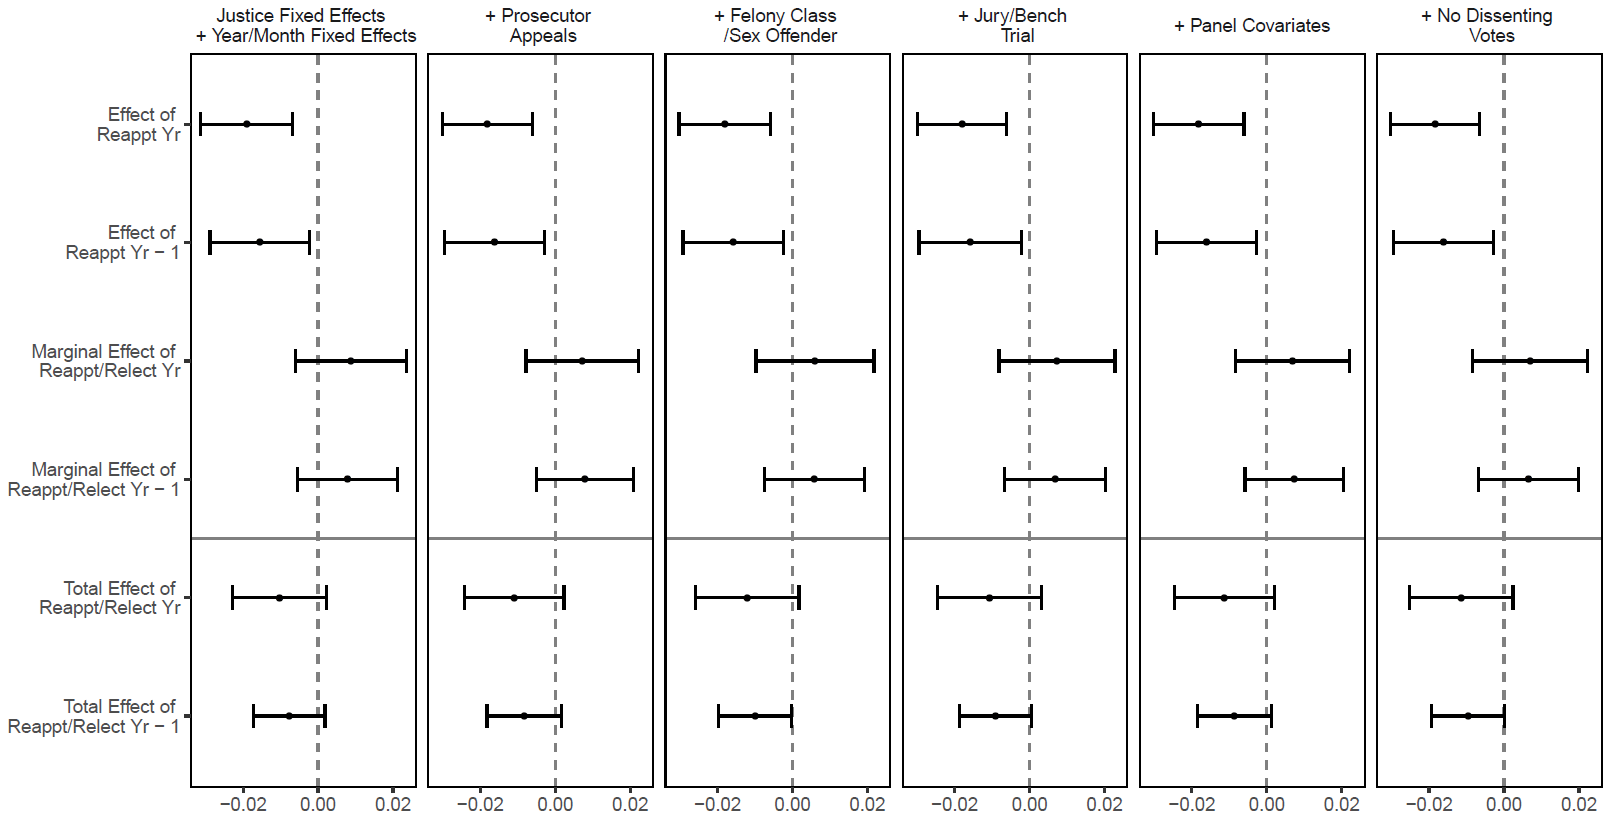 Justice Fixed Effects
+ Year/Month Fixed Effects
+ Prosecutor
Appeals
+ Felony Class
/Sex Offender
+ Jury/Bench
Trial
+ Panel Covariates
+ No Dissenting
Votes
Effect of
Reappt Yr
Effect of
Reappt Yr − 1
Marginal Effect of
Reappt/Relect Yr
Marginal Effect of
Reappt/Relect Yr − 1
Total Effect of
Reappt/Relect Yr
Total Effect of
Reappt/Relect Yr − 1
−0.02 0.00 0.02
−0.02 0.00 0.02
−0.02 0.00 0.02
−0.02 0.00 0.02
−0.02 0.00 0.02
−0.02 0.00 0.02